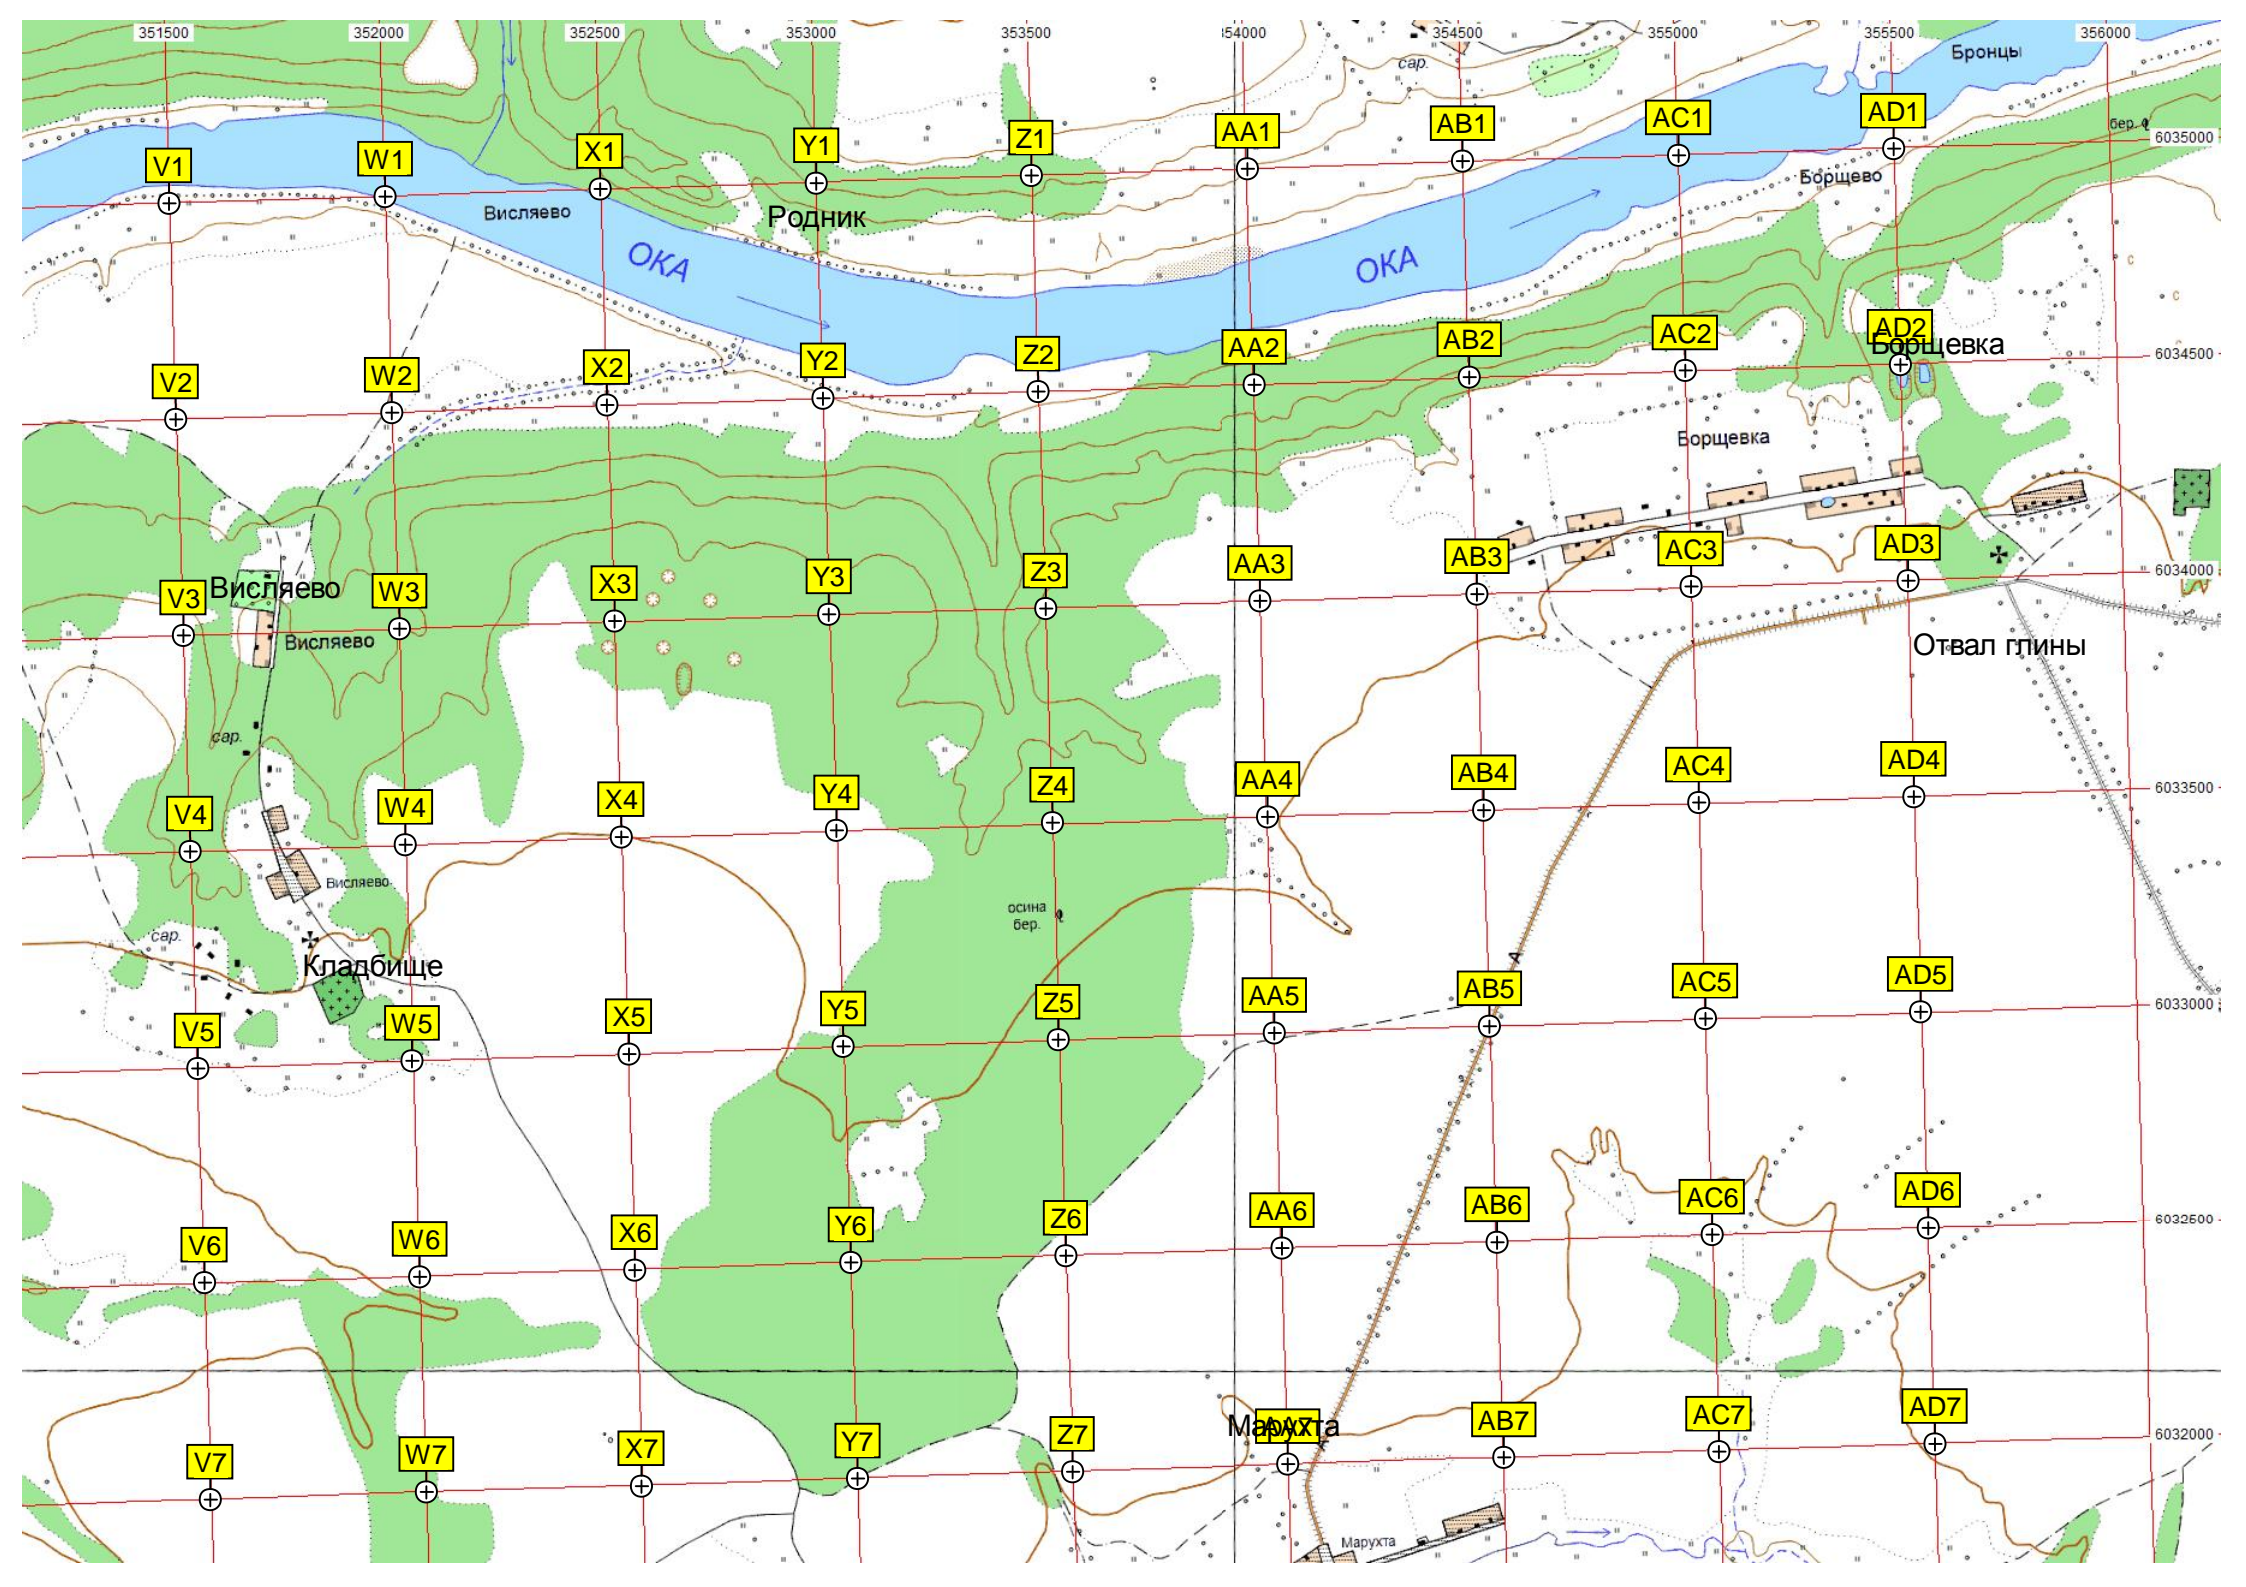 351500 352000 352500 353000 353500 354000 354500 355000 355500 356000
Бронцы
сар.
бер.
6035000
V1 W1 X1 Y1 Z1 AA1 AB1 AC1 AD1
Висляево
Родник
Борщево
ОКА
ОКА
с
с
6034500
V2 W2 X2 Y2 Z2 AA2 AB2 AC2 AD2
Борщевка
Борщевка
6034000
V3 W3 X3 Y3 Z3 AA3 AB3 AC3 AD3
Висляево
Висляево
Отвал глины
сар.
6033500
V4 W4 X4 Y4 Z4 AA4 AB4 AC4 AD4
Висляево
осина
бер.
сар.
Кладбище
6033000
V5 W5 X5 Y5 Z5 AA5 AB5 AC5 AD5
6032500
V6 W6 X6 Y6 Z6 AA6 AB6 AC6 AD6
Марухта
6032000
V7 W7 X7 Y7 Z7 AA7 AB7 AC7 AD7
Марухта